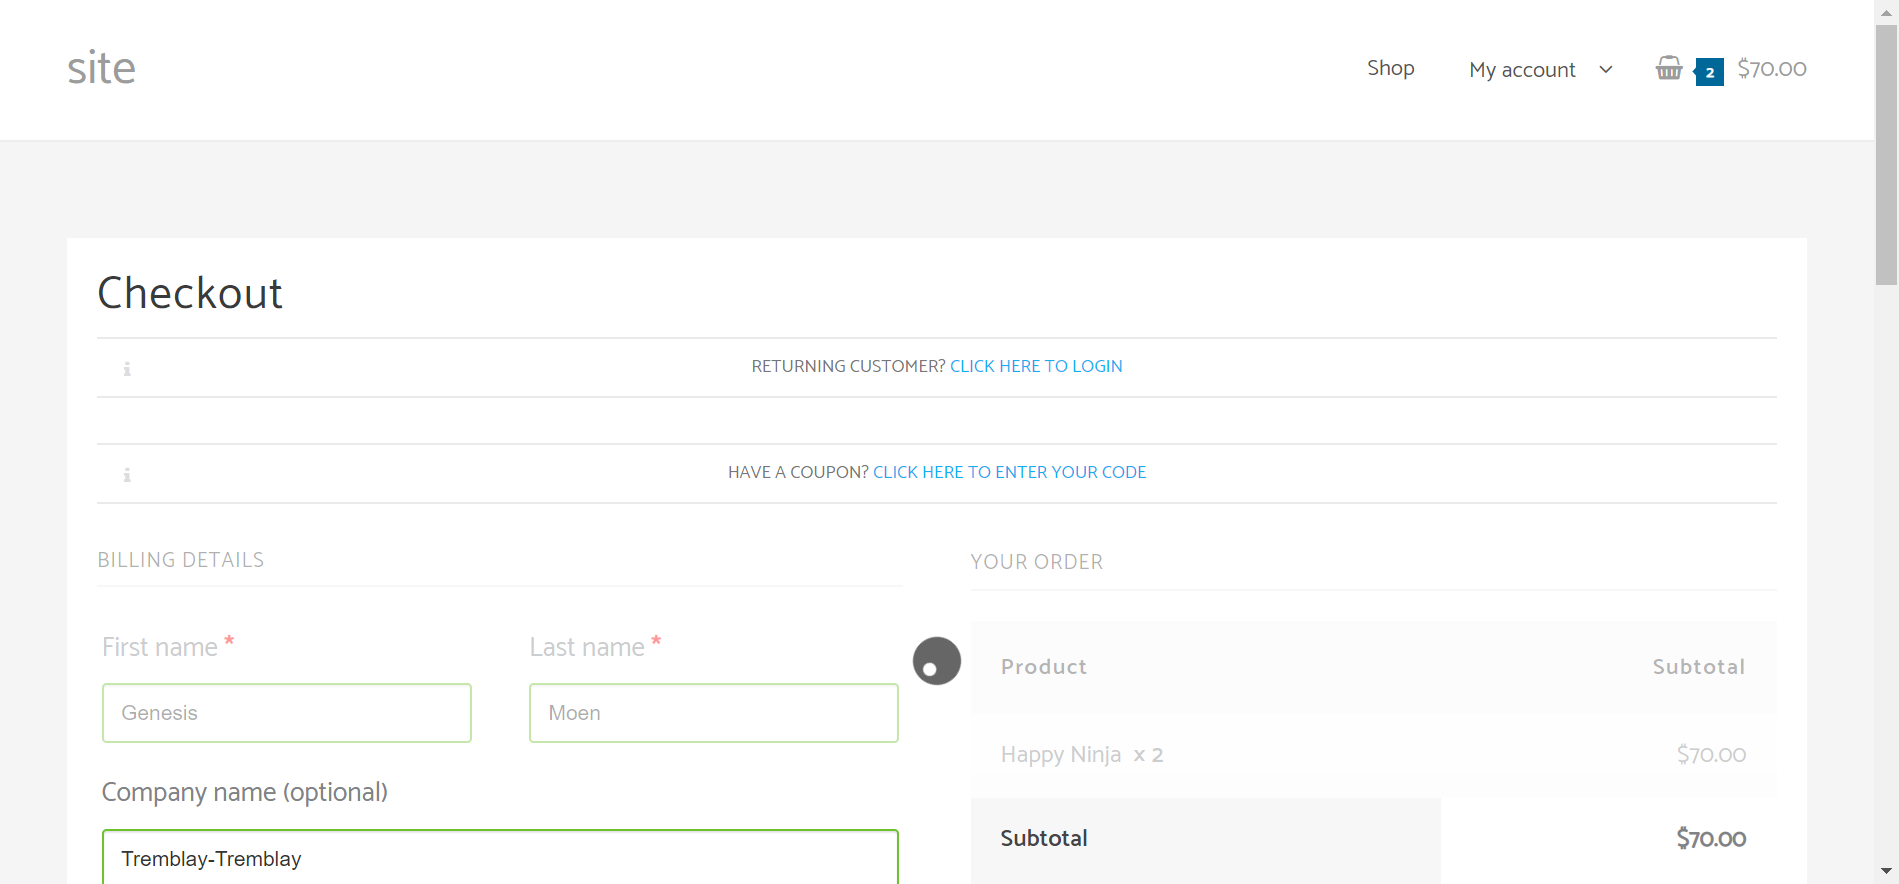 site
Shop
My account
2
$70.00
Checkout
RETURNING CUSTOMER? CLICK HERE TO LOGIN
HAVE A COUPON? CLICK HERE TO ENTER YOUR CODE
BILLING DETAILS
First name *
Last name *
Genesis
Moen
Company name (optional)
Tremblay-Tremblay
YOUR ORDER
Product Subtotal
Happy Ninja x 2 $70.00
Subtotal $70.00